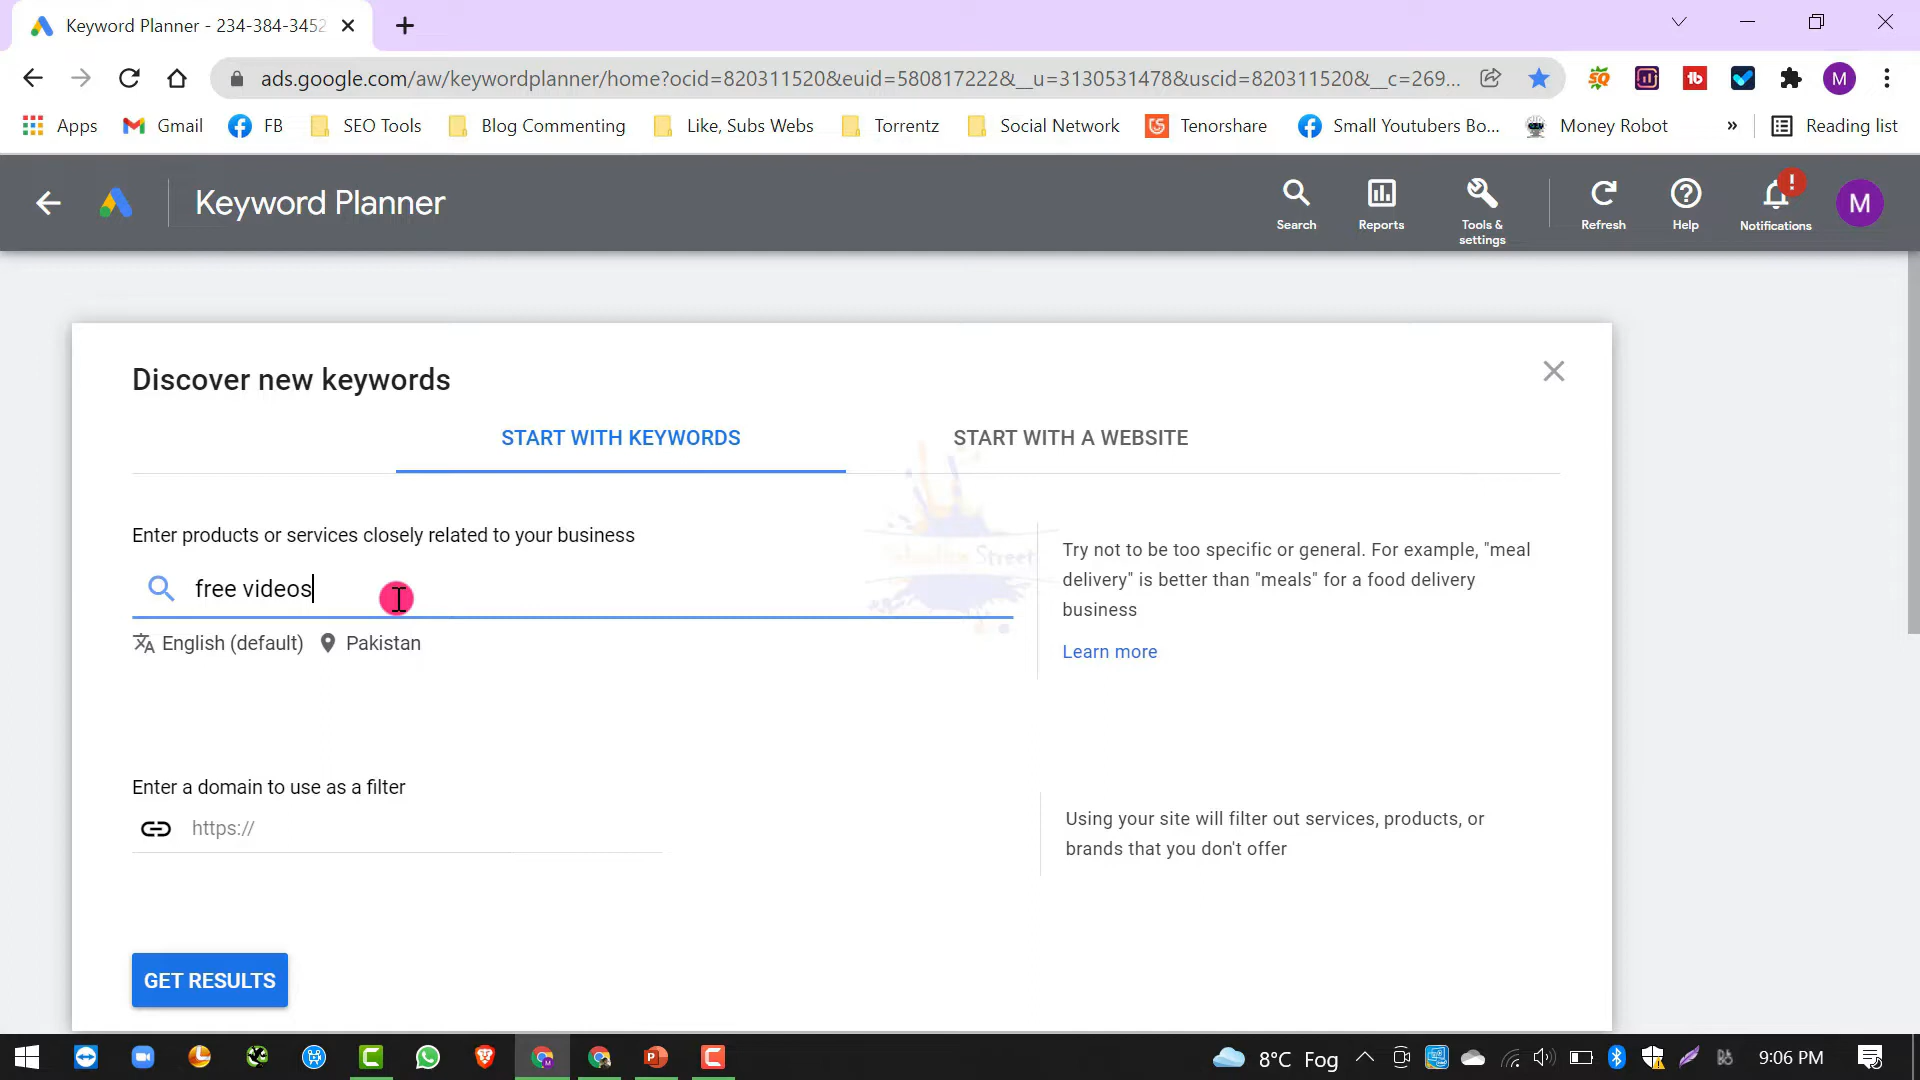 Keyword Planner - 234-384-3452
ads.google.com/aw/keywordplanner/home?ocid=820311520&euid=580817222&__u=3130531478&uscid=820311520&__c=269...
Apps
Gmail
FB
SEO Tools
Blog Commenting
Like, Subs Webs
Torrentz
Social Network
Tenorshare
Small Youtubers Bo...
Money Robot
»
Reading list
Keyword Planner
Search
Reports
Tools &
settings
Refresh
Help
Notifications
M
Discover new keywords
START WITH KEYWORDS
START WITH A WEBSITE
Enter products or services closely related to your business
free videos
English (default)
Pakistan
Try not to be too specific or general. For example, "meal
delivery" is better than "meals" for a food delivery
business
Learn more
Enter a domain to use as a filter
https://
Using your site will filter out services, products, or
brands that you don't offer
GET RESULTS
8°C Fog
9:06 PM